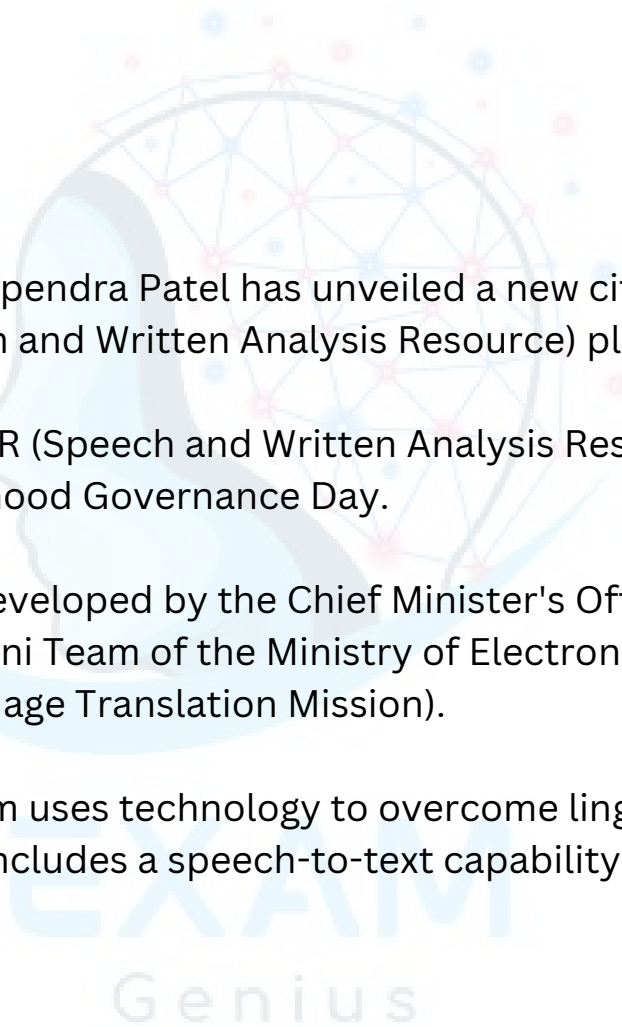 pendra Patel has unveiled a new ci
and Written Analysis Resource) pl
R (Speech and Written Analysis Res
ood Governance Day.
eveloped by the Chief Minister's Of
ni Team of the Ministry of Electron
age Translation Mission).
m uses technology to overcome ling
ncludes a speech-to-text capability
EXAM
Genius